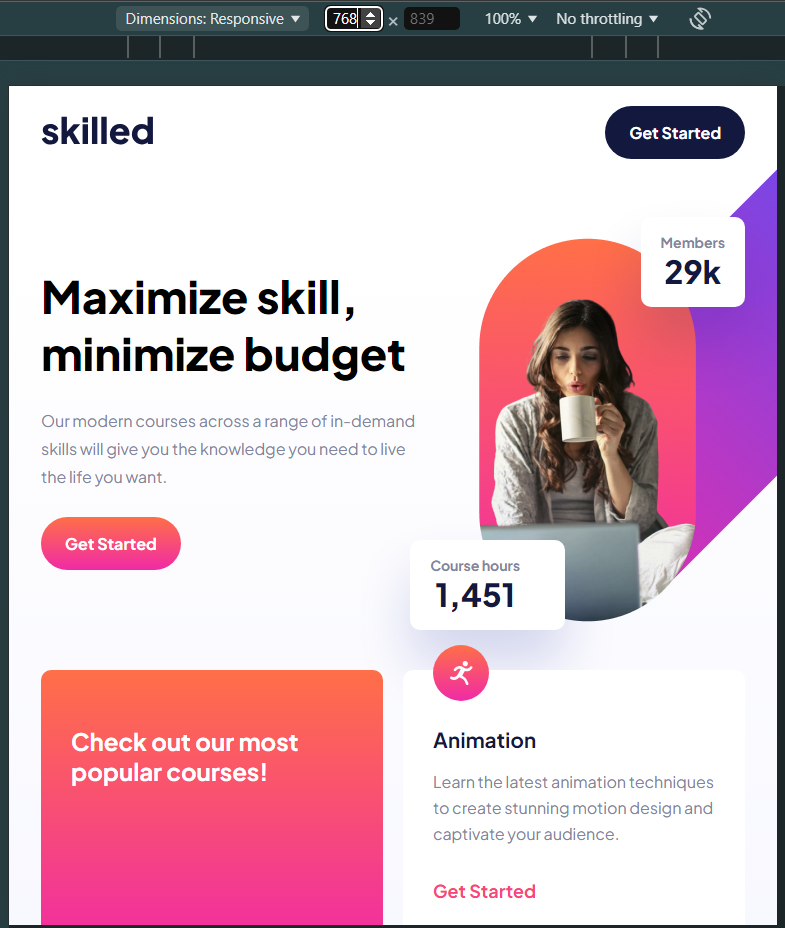 Dimensions: Responsive 768 × 839 100% No throttling
skilled
Get Started
Members
29k
Maximize skill,
minimize budget
Our modern courses across a range of in-demand
skills will give you the knowledge you need to live
the life you want.
Get Started
Course hours
1,451
Check out our most
popular courses!
Animation
Learn the latest animation techniques
to create stunning motion design and
captivate your audience.
Get Started